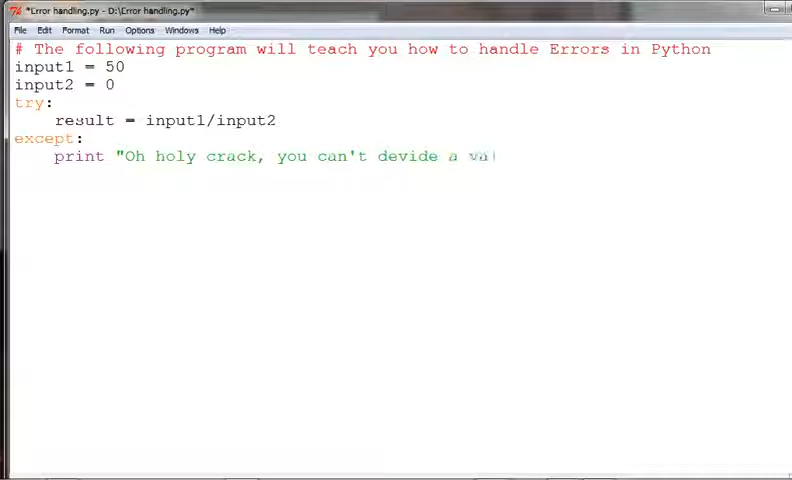 *Error handling.py - D:\Error handling.py*
File Edit Format Run Options Windows Help
# The following program will teach you how to handle Errors in Python
input1 = 50
input2 = 0
try:
    result = input1/input2
except:
    print "Oh holy crack, you can't devide a val